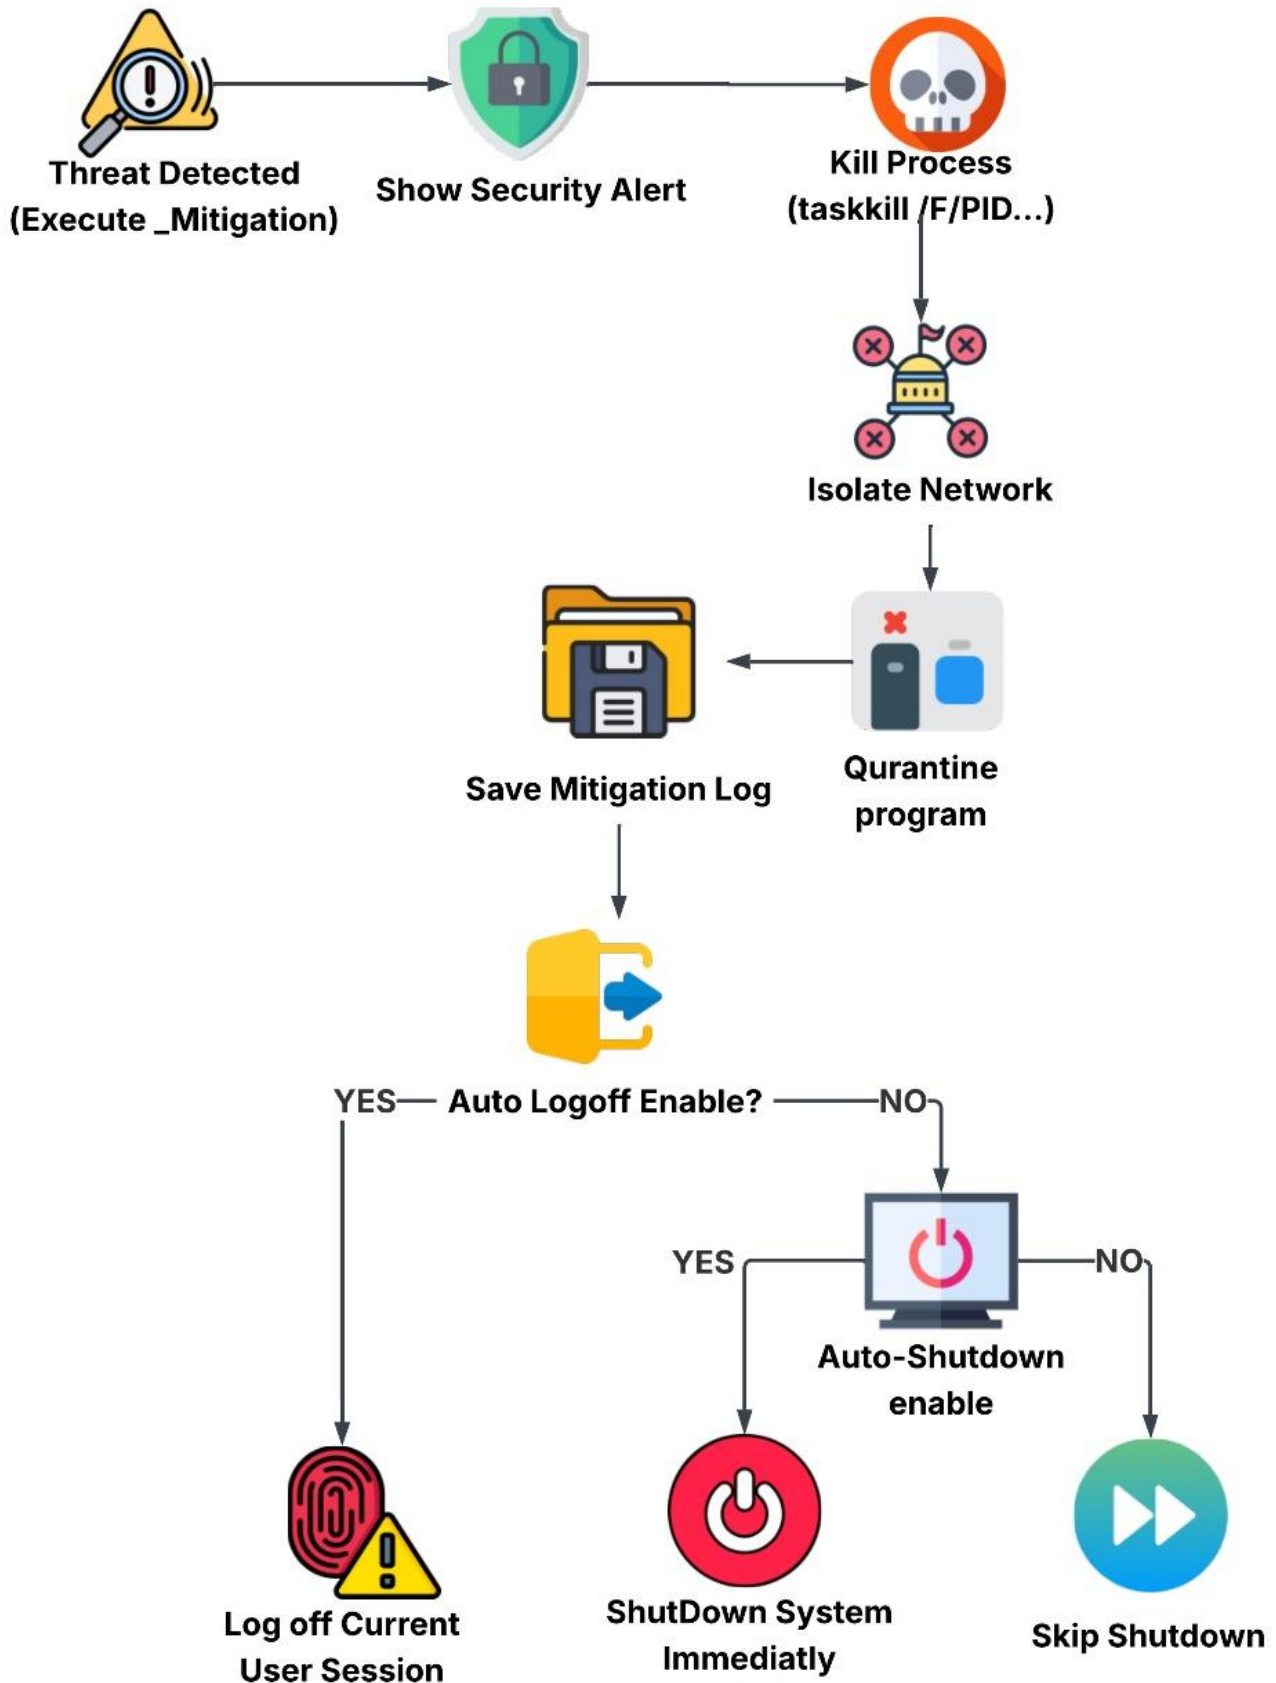 Threat Detected
(Execute _Mitigation)
Show Security Alert
Kill Process
(taskkill /F/PID...)
Isolate Network
Qurantine
program
Save Mitigation Log
Auto Logoff Enable?
YES
NO
Auto-Shutdown
enable
YES
NO
Log off Current
User Session
ShutDown System
Immediatly
Skip Shutdown